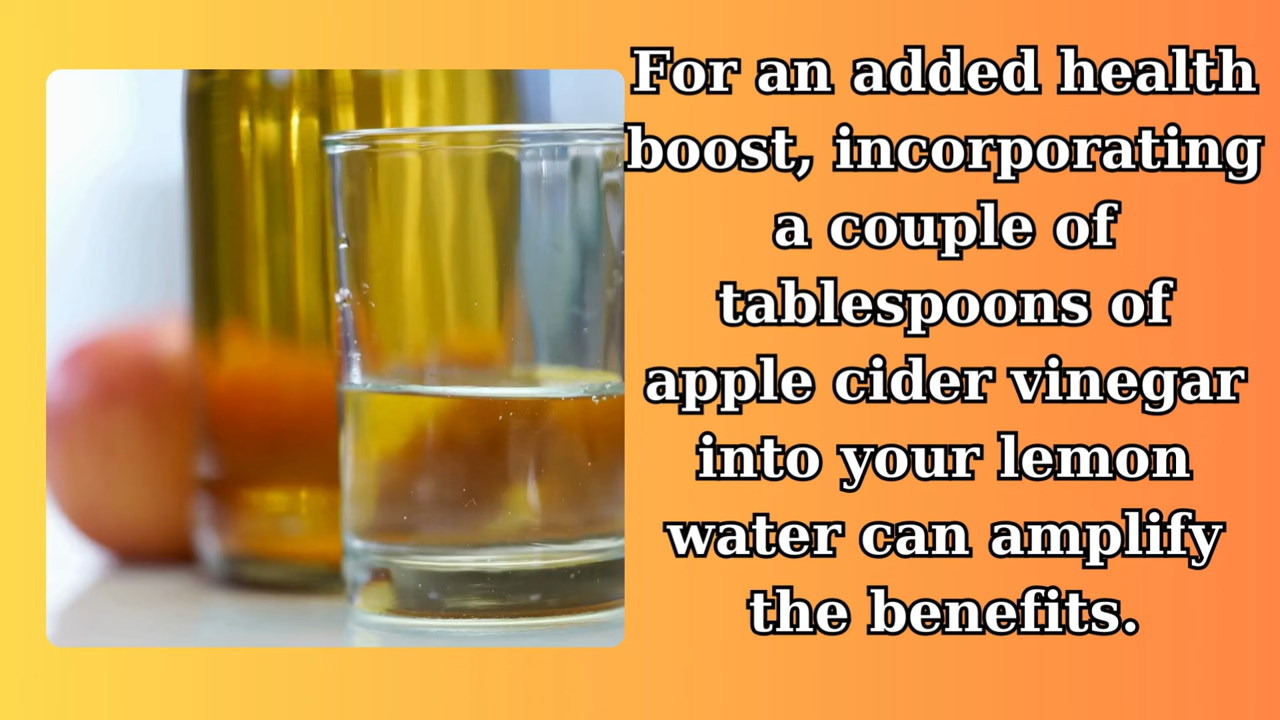 For an added health
boost, incorporating
a couple of
tablespoons of
apple cider vinegar
into your lemon
water can amplify
the benefits.